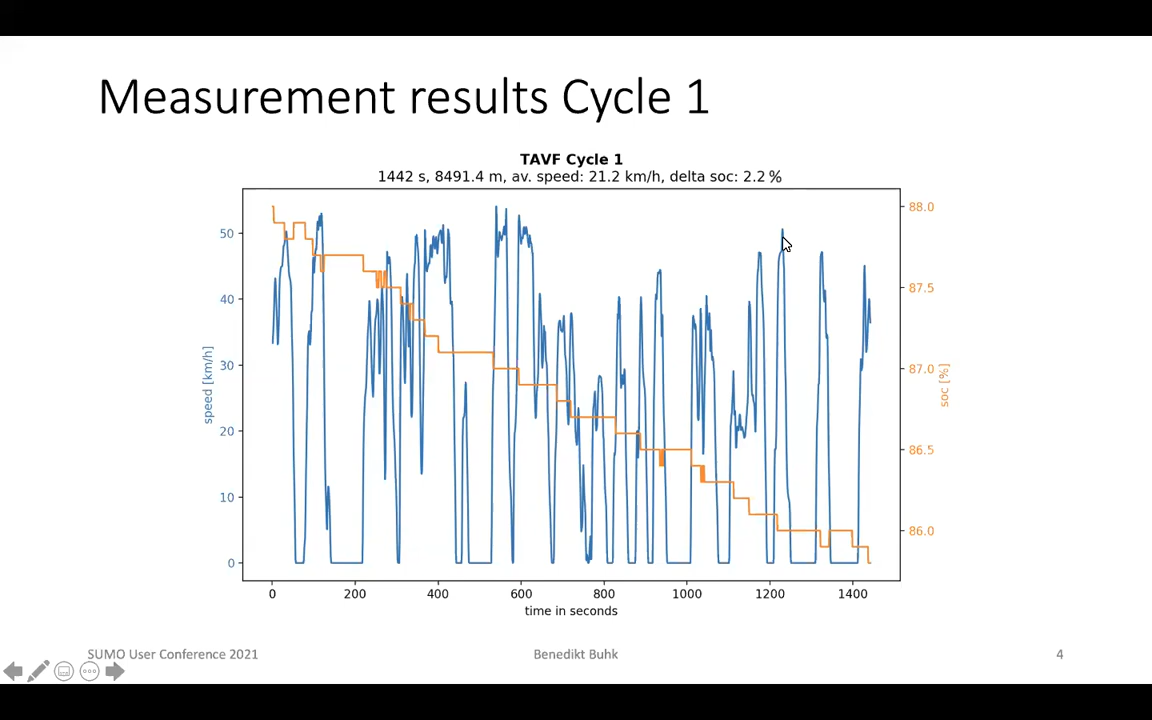 Measurement results Cycle 1
TAVF Cycle 1
1442 s, 8491.4 m, av. speed: 21.2 km/h, delta soc: 2.2 %
50
40
30
20
10
0
speed [km/h]
88.0
87.5
87.0
86.5
86.0
soc [%]
0 200 400 600 800 1000 1200 1400
time in seconds
SUMO User Conference 2021
Benedikt Buhk
4